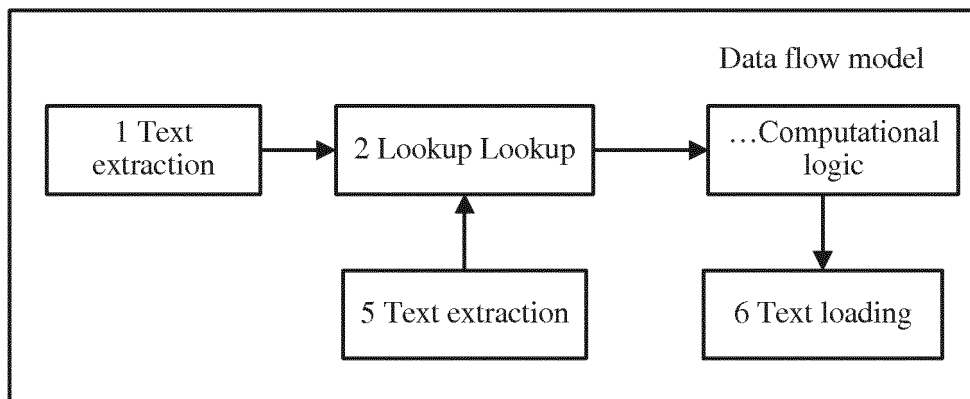 Data flow model
1 Text
extraction
2 Lookup Lookup
…Computational
logic
5 Text extraction
6 Text loading